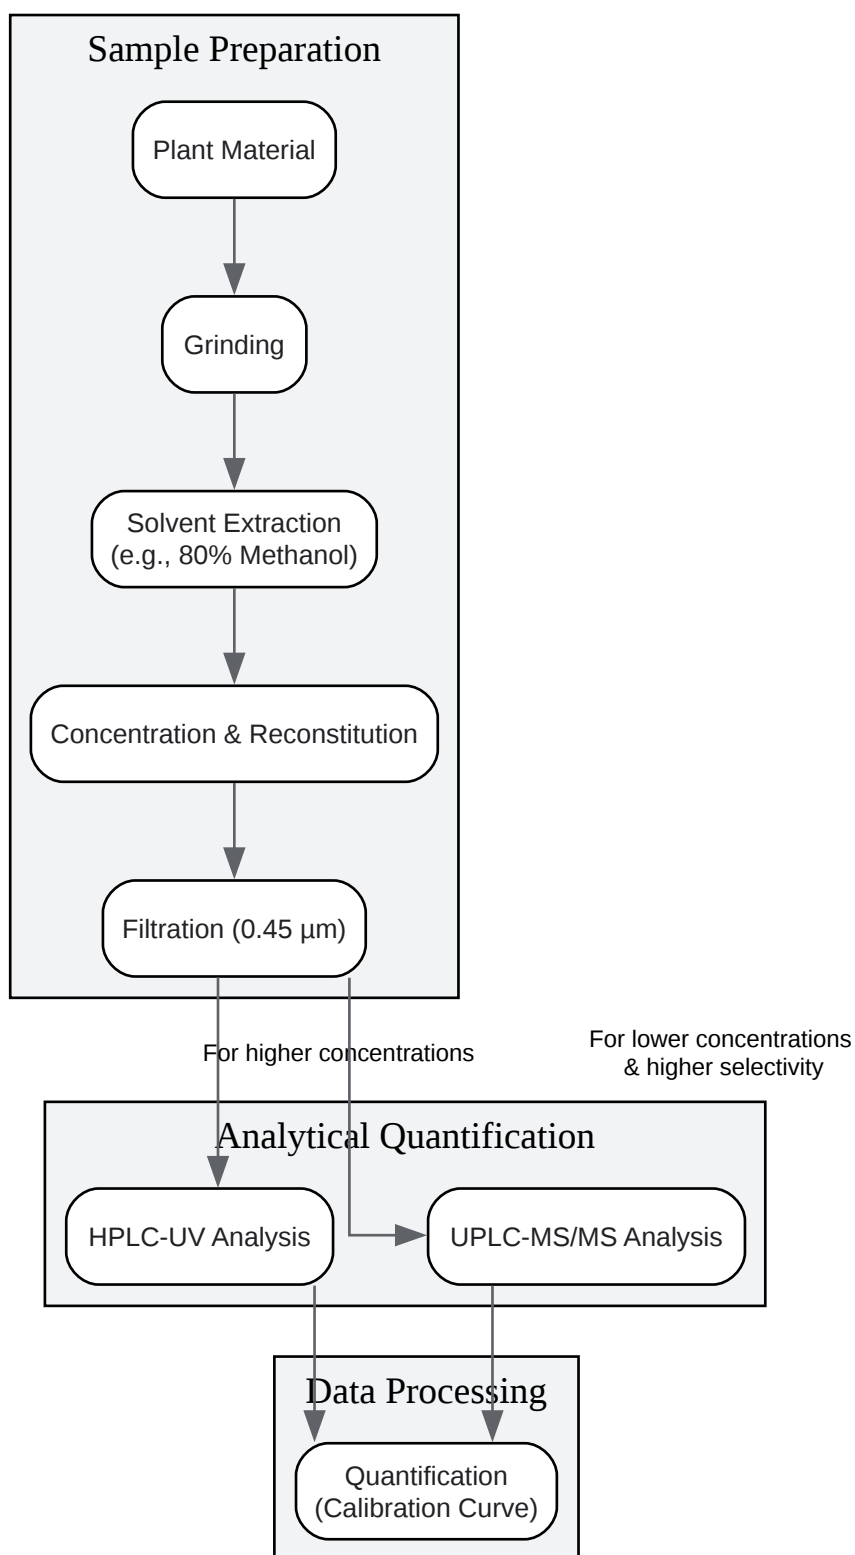 Sample Preparation
Plant Material
Grinding
Solvent Extraction
(e.g., 80% Methanol)
Concentration & Reconstitution
Filtration (0.45 µm)
For higher concentrations
For lower concentrations
& higher selectivity
Analytical Quantification
HPLC-UV Analysis
UPLC-MS/MS Analysis
Data Processing
Quantification
(Calibration Curve)